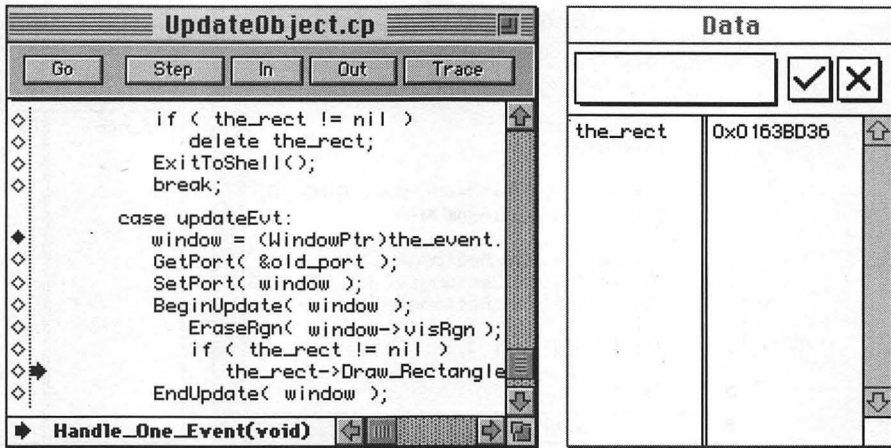 UpdateObject.cp
Go Step In Out Trace
if ( the_rect != nil )
delete the_rect;
ExitToShell();
break;
case updateEvt:
window = (WindowPtr)the_event.
GetPort( &old_port );
SetPort( window );
BeginUpdate( window );
EraseRgn( window->visRgn );
if ( the_rect != nil )
the_rect->Draw_Rectangle
EndUpdate( window );
Handle_One_Event(void)
Data
the_rect 0x0163BD36